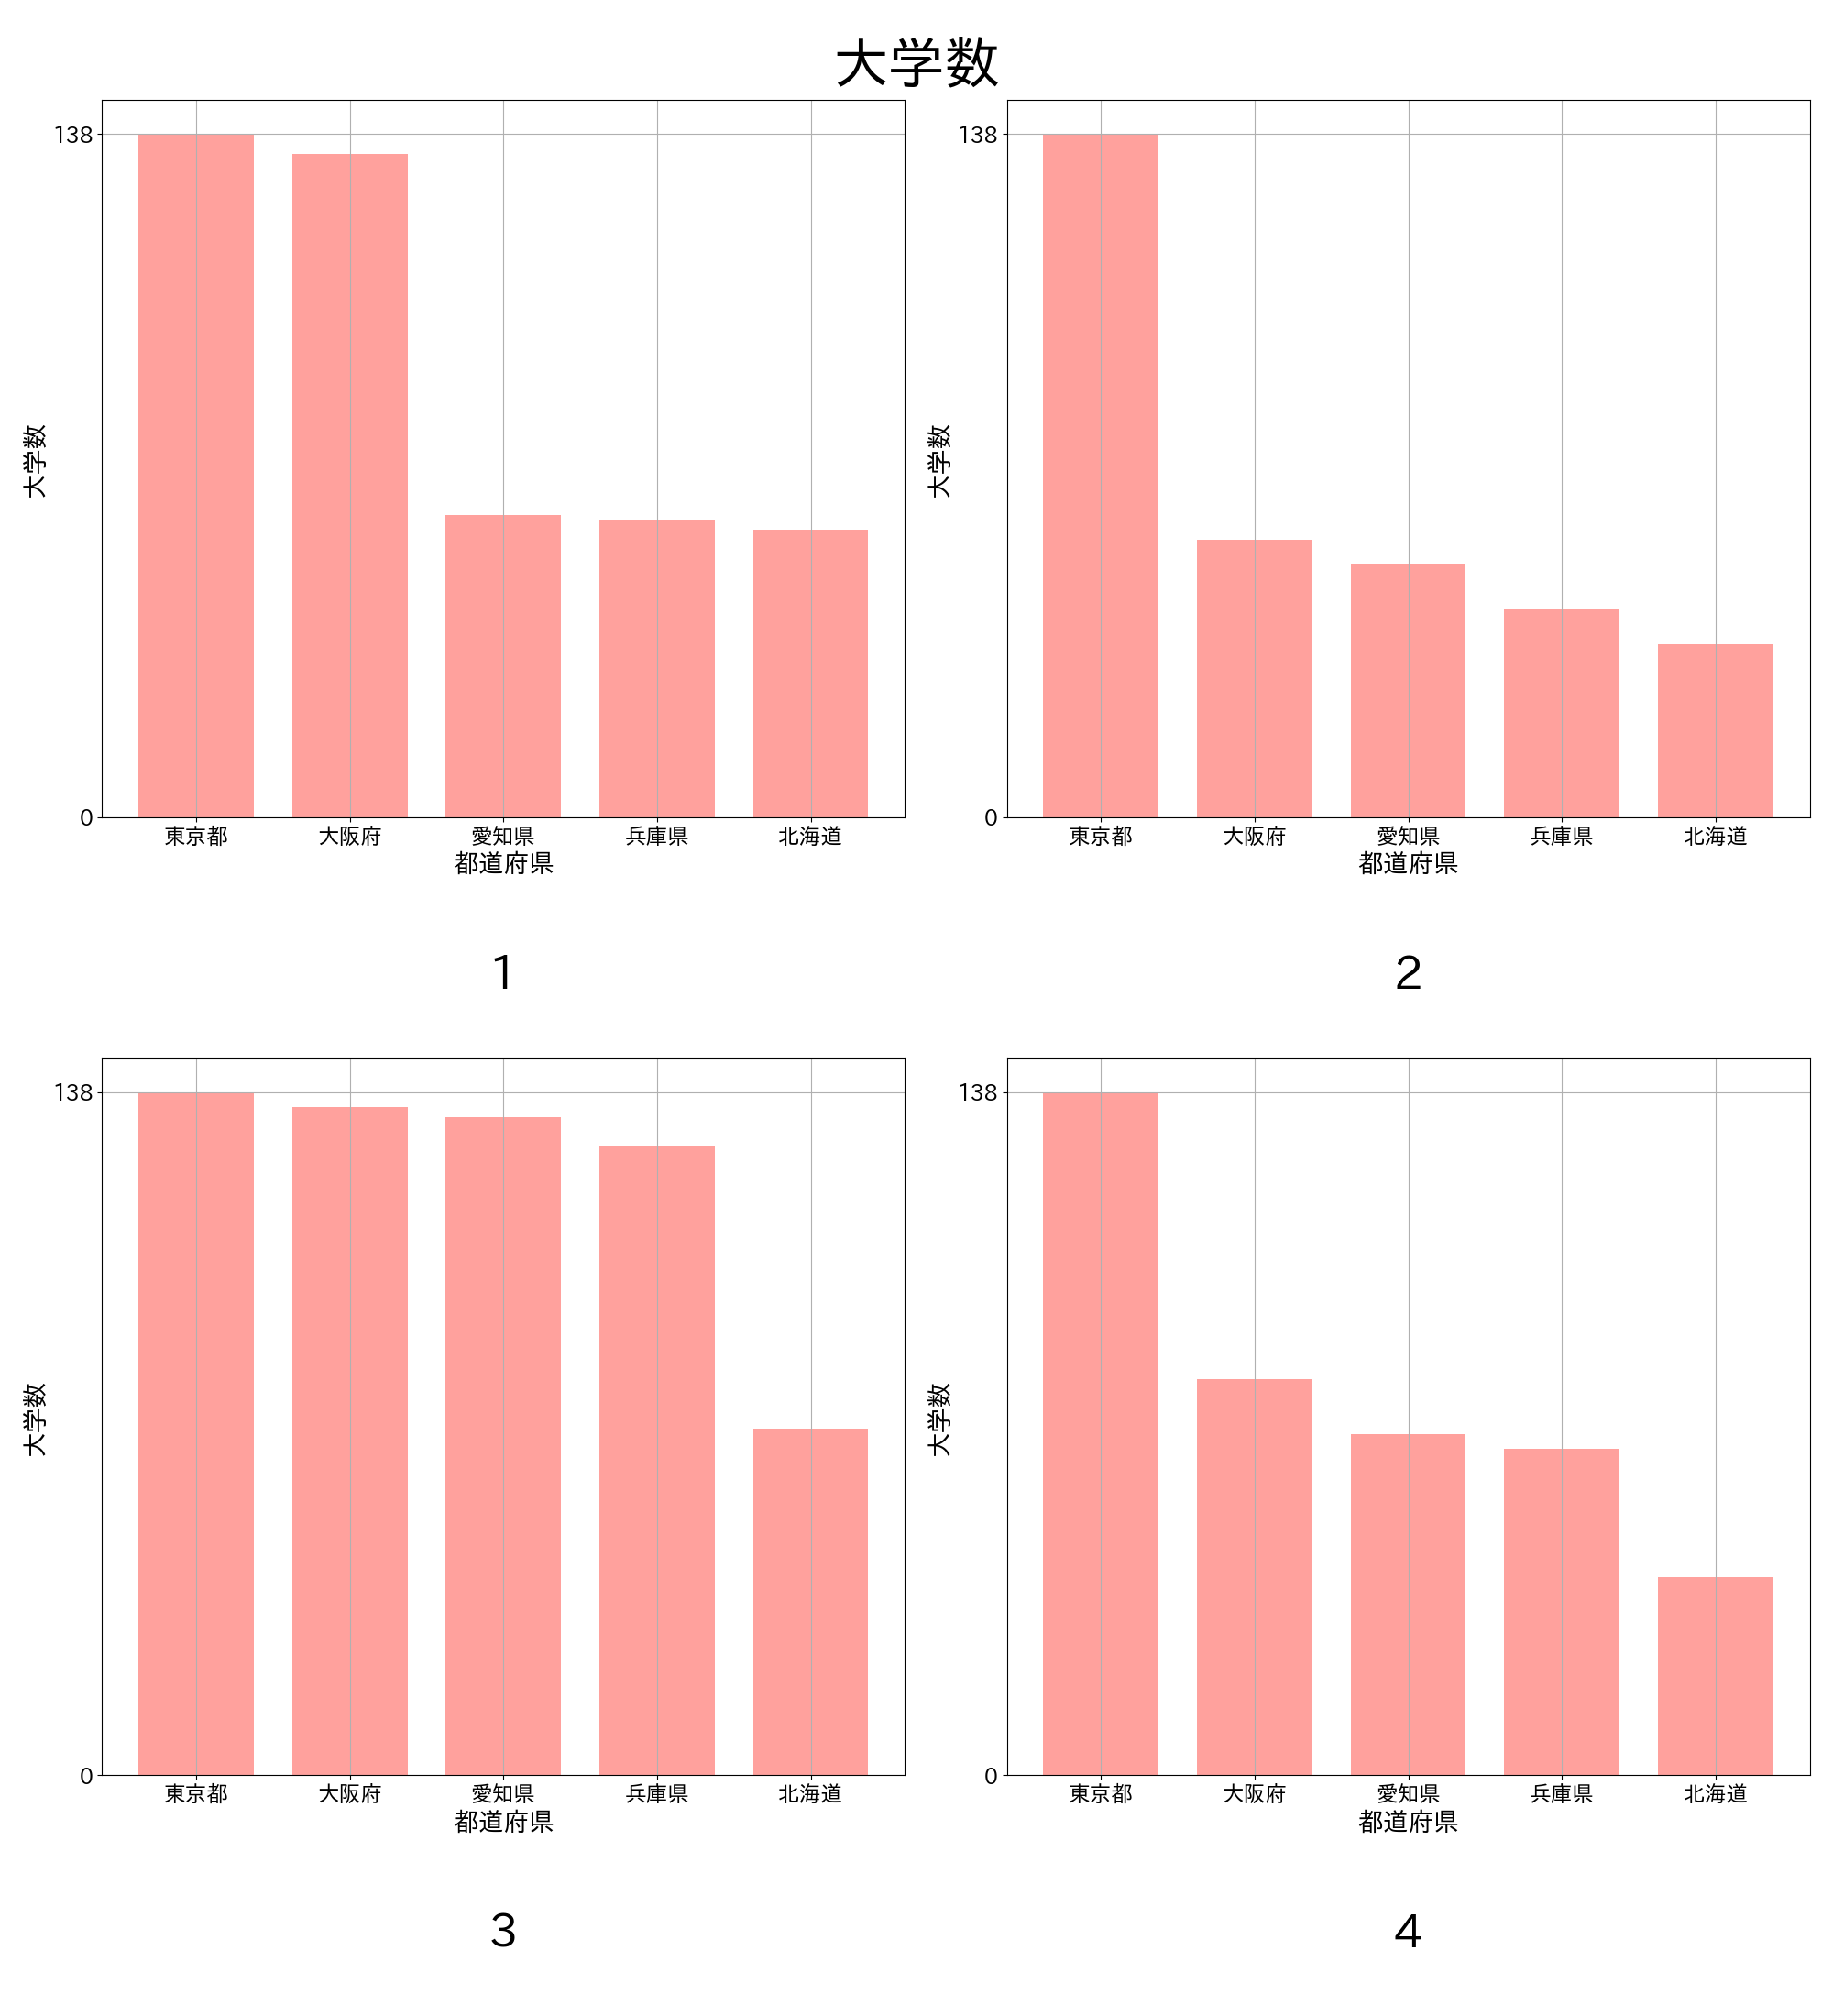 大学数
138
0
大学数
東京都 大阪府 愛知県 兵庫県 北海道
都道府県
1
138
0
大学数
東京都 大阪府 愛知県 兵庫県 北海道
都道府県
2
138
0
大学数
東京都 大阪府 愛知県 兵庫県 北海道
都道府県
3
138
0
大学数
東京都 大阪府 愛知県 兵庫県 北海道
都道府県
4